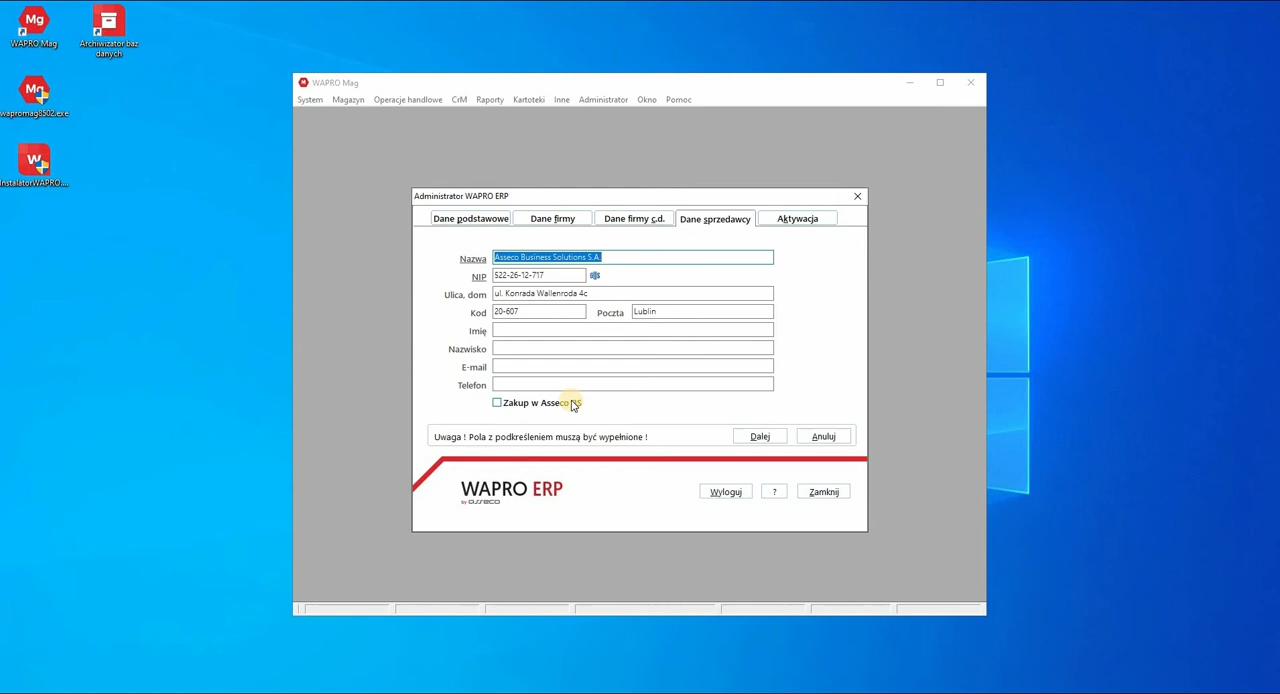 Mg
WAPRO Mag
Archiwizator baz
danych
wapromag8502.exe
W
InstalatorWAPRO....
WAPRO Mag
System Magazyn Operacje handlowe CrM Raporty Kartoteki Inne Administrator Okno Pomoc
Administrator WAPRO ERP
Dane podstawowe Dane firmy Dane firmy c.d. Dane sprzedawcy Aktywacja
Nazwa Asseco Business Solutions S.A.
NIP 522-26-12-717
Ulica, dom ul. Konrada Wallenroda 4c
Kod 20-607 Poczta Lublin
Imię
Nazwisko
E-mail
Telefon
Zakup w Asseco BS
Uwaga ! Pola z podkreśleniem muszą być wypełnione ! Dalej Anuluj
WAPRO ERP
by asseco
Wyloguj ? Zamknij